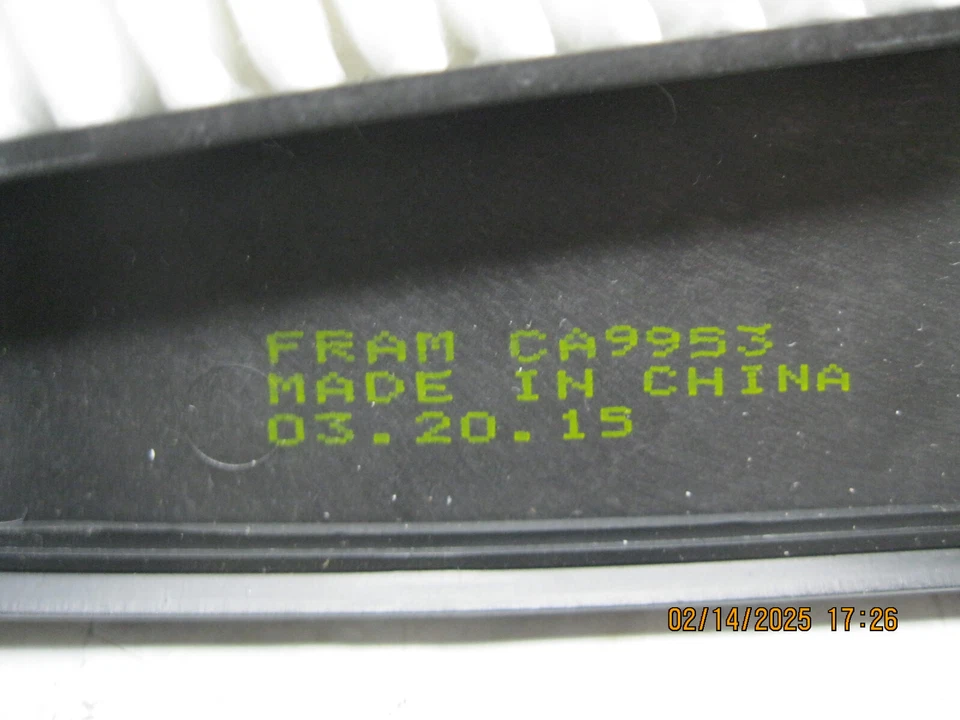 FRAM CA9953
MADE IN CHINA
03.20.15
02/14/2025 17:26